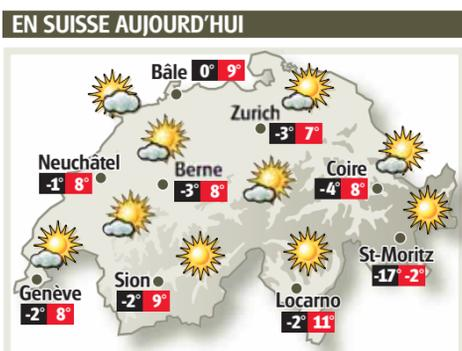 EN SUISSE AUJOURD'HUI
Bâle 0° 9°
Zurich
-3° 7°
Neuchâtel
-1° 8°
Berne
-3° 8°
Coire
-4° 8°
St-Moritz
-17° -2°
Genève
-2° 8°
Sion
-2° 9°
Locarno
-2° 11°